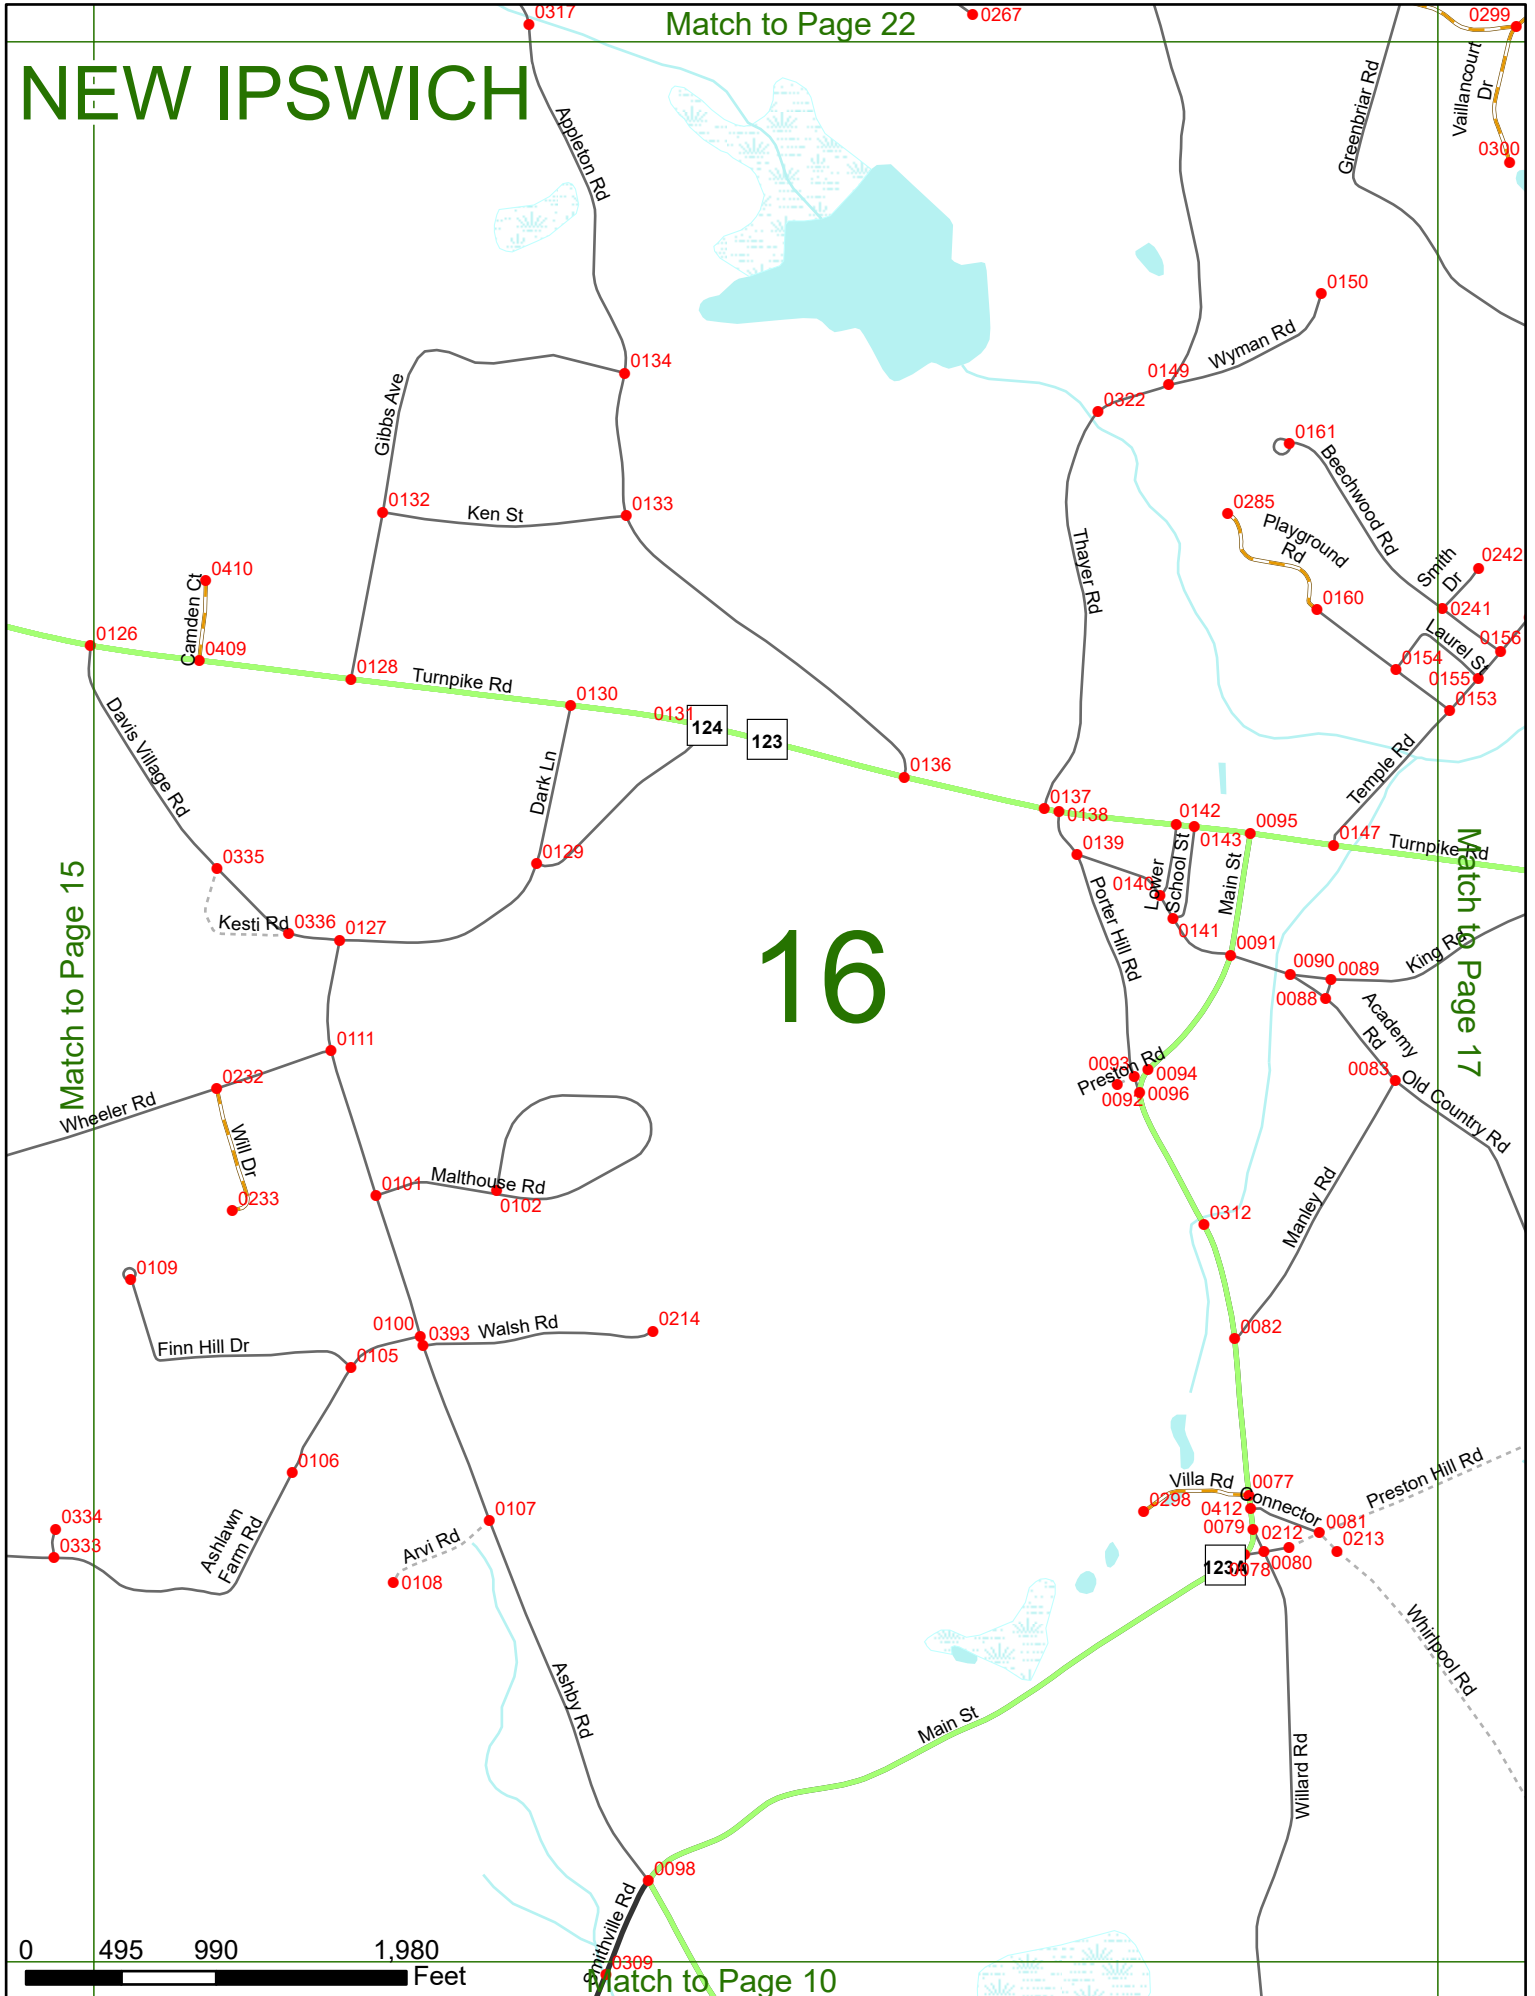 0317
Match to Page 22
0267
0299
NEW IPSWICH
Vaillancourt
Dr
Greenbriar Rd
Appleton Rd
0300
0150
Wyman Rd
0134
0149
0322
Gibbs Ave
0161
Beechwood Rd
0132
Ken St
0133
0285
Playground
Rd
Thayer Rd
Smith
Dr
0242
0410
Camden Ct
0160
0241
0126
0409
Laurel St
0156
0128
Turnpike Rd
0154
0155
0130
0131
124
123
0153
Davis Village Rd
Dark Ln
0136
Temple Rd
0137
0138
0142
0143
0095
0147
Turnpike Rd
0139
0129
0335
Match to Page 15
Match to Page 17
0140
Lower
School St
Main St
Porter Hill Rd
Kesti Rd
0336
0127
0141
16
0091
0090
0089
King Rd
0088
Academy
Rd
0111
0232
0093
Preston Rd
0094
0092
0096
0083
Old Country Rd
Wheeler Rd
Will Dr
0101
Malthouse Rd
0102
0233
0312
Manley Rd
0109
0100
0393
Walsh Rd
0214
Finn Hill Dr
0105
0082
0106
0077
Villa Rd
Connector
Preston Hill Rd
0298
0412
0107
0334
0079
0212
0081
0213
0333
Ashlawn
Farm Rd
Arvi Rd
0108
123A
0078
0080
Whirlpool Rd
Ashby Rd
Main St
Willard Rd
0098
Smithville Rd
0309
0
495
990
1,980
Feet
Match to Page 10